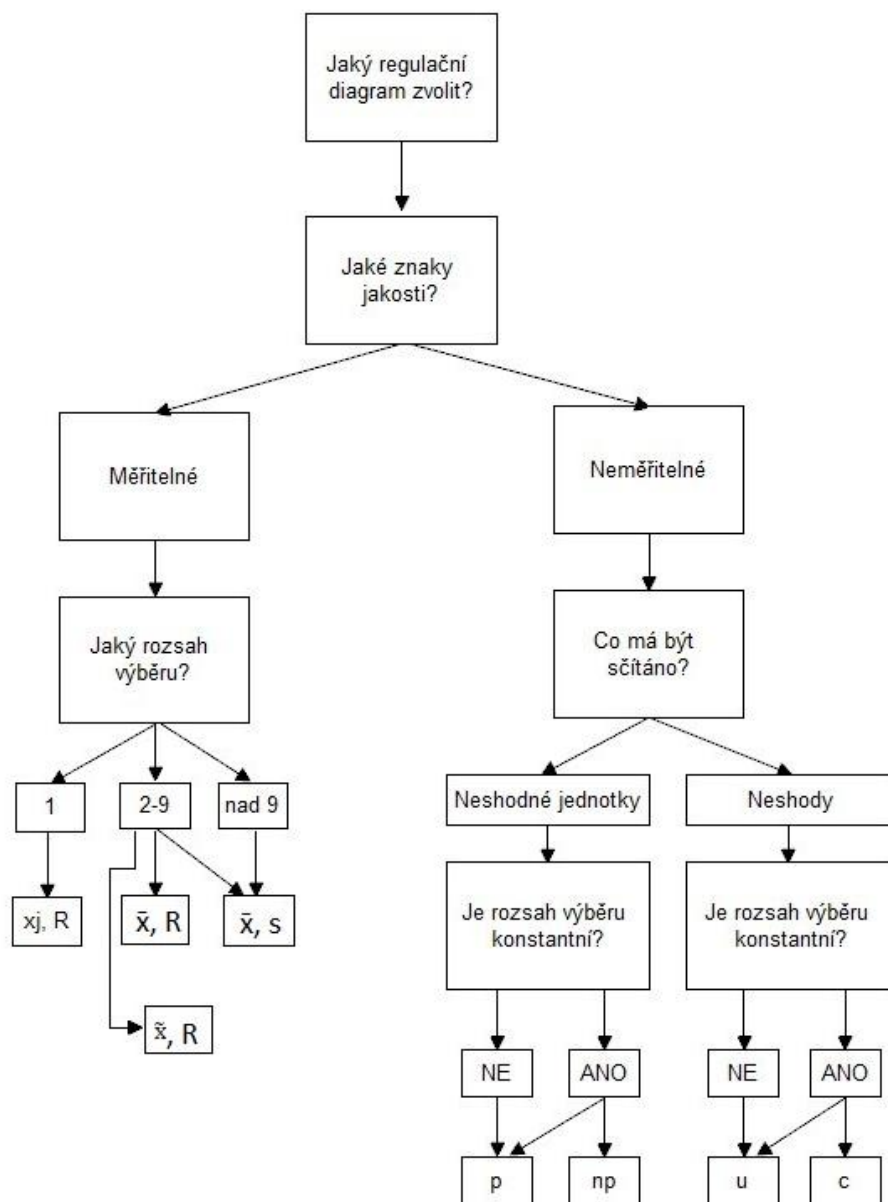 Jaký regulační
diagram zvolit?
Jaké znaky
jakosti?
Měřitelné
Neměřitelné
Jaký rozsah
výběru?
Co má být
sčítáno?
1
2-9
nad 9
Neshodné jednotky
Neshody
xj, R
x̄, R
x̄, s
Je rozsah výběru
konstantní?
Je rozsah výběru
konstantní?
x̃, R
NE
ANO
NE
ANO
p
np
u
c